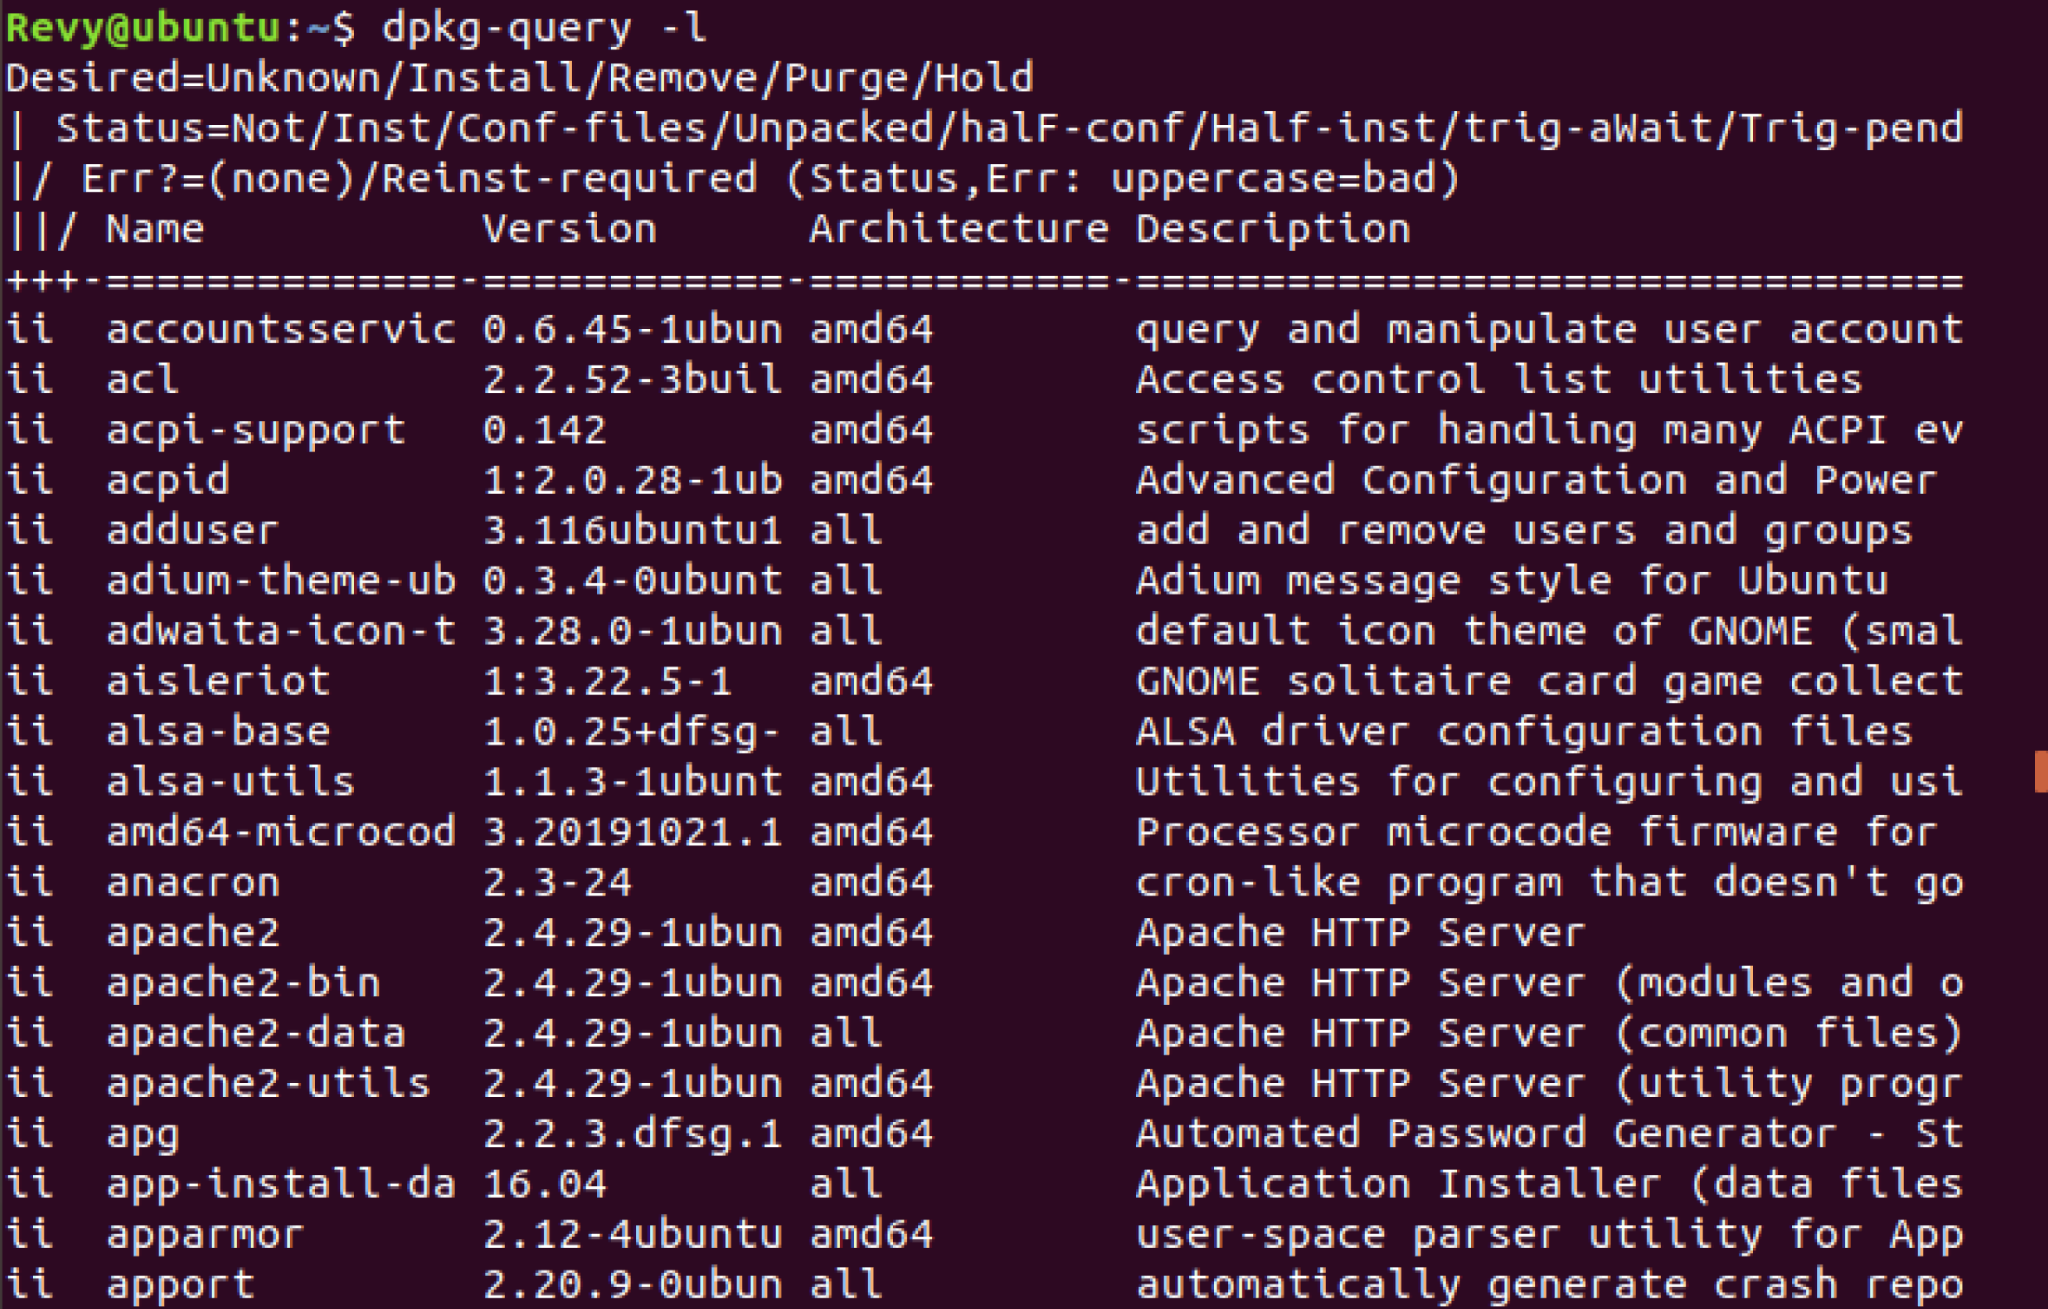 Revy@ubuntu:~$ dpkg-query -l
Desired=Unknown/Install/Remove/Purge/Hold
| Status=Not/Inst/Conf-files/Unpacked/halF-conf/Half-inst/trig-aWait/Trig-pend
|/ Err?=(none)/Reinst-required (Status,Err: uppercase=bad)
||/ Name           Version      Architecture Description
+++-==============-============-============-=================================
ii  accountsservic 0.6.45-1ubun amd64        query and manipulate user account
ii  acl            2.2.52-3buil amd64        Access control list utilities
ii  acpi-support   0.142        amd64        scripts for handling many ACPI ev
ii  acpid          1:2.0.28-1ub amd64        Advanced Configuration and Power
ii  adduser        3.116ubuntu1 all          add and remove users and groups
ii  adium-theme-ub 0.3.4-0ubunt all          Adium message style for Ubuntu
ii  adwaita-icon-t 3.28.0-1ubun all          default icon theme of GNOME (smal
ii  aisleriot      1:3.22.5-1   amd64        GNOME solitaire card game collect
ii  alsa-base      1.0.25+dfsg- all          ALSA driver configuration files
ii  alsa-utils     1.1.3-1ubunt amd64        Utilities for configuring and usi
ii  amd64-microcod 3.20191021.1 amd64        Processor microcode firmware for
ii  anacron        2.3-24       amd64        cron-like program that doesn't go
ii  apache2        2.4.29-1ubun amd64        Apache HTTP Server
ii  apache2-bin    2.4.29-1ubun amd64        Apache HTTP Server (modules and o
ii  apache2-data   2.4.29-1ubun all          Apache HTTP Server (common files)
ii  apache2-utils  2.4.29-1ubun amd64        Apache HTTP Server (utility progr
ii  apg            2.2.3.dfsg.1 amd64        Automated Password Generator - St
ii  app-install-da 16.04        all          Application Installer (data files
ii  apparmor       2.12-4ubuntu amd64        user-space parser utility for App
ii  apport         2.20.9-0ubun all          automatically generate crash repo